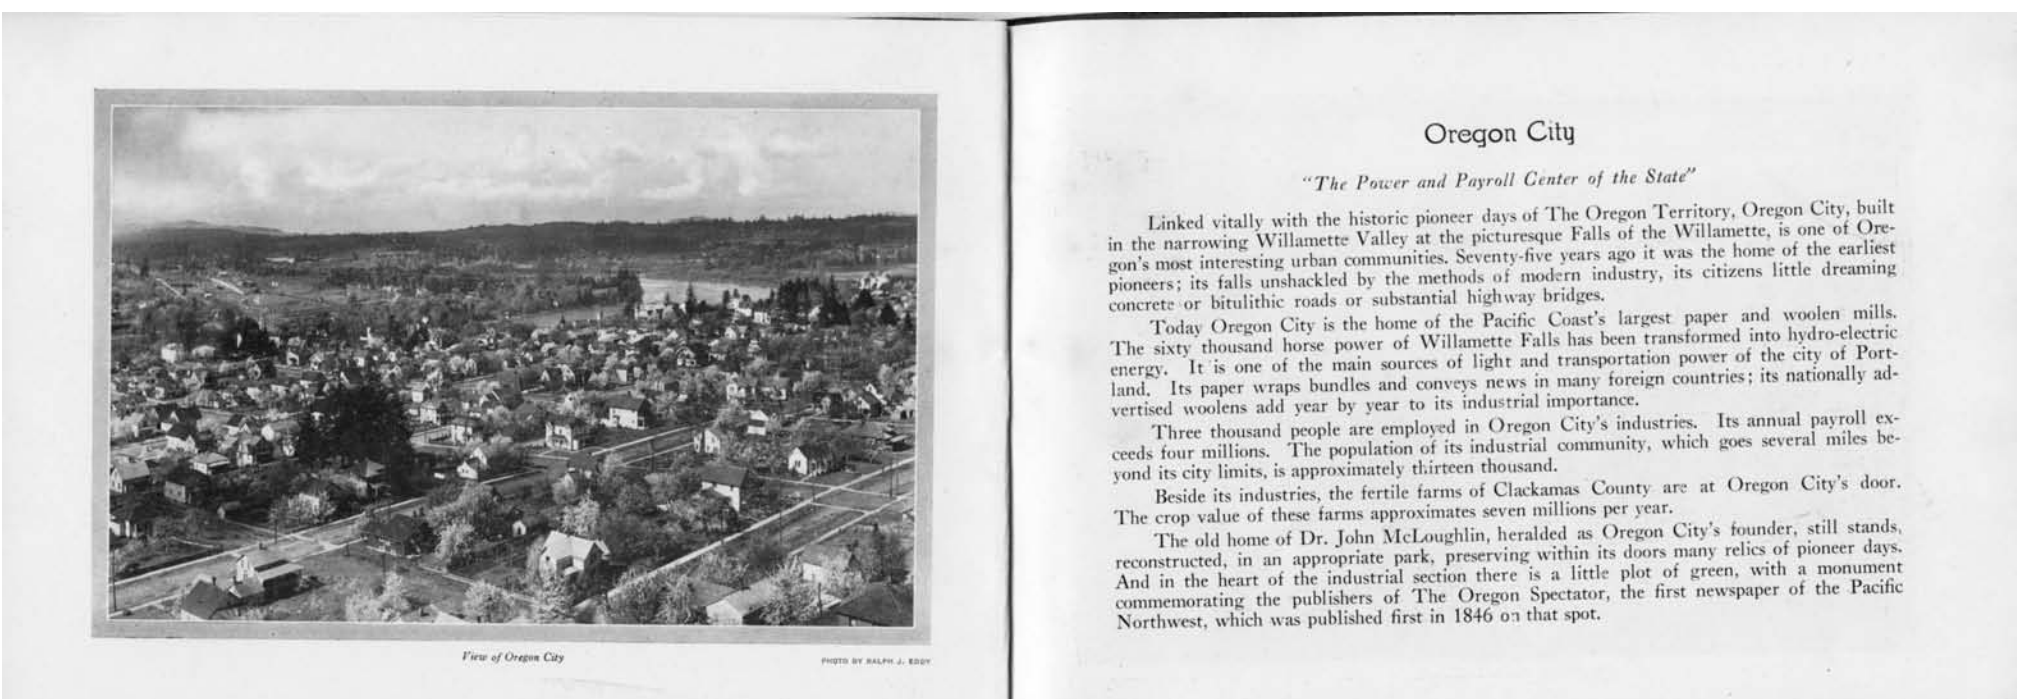 View of Oregon City
PHOTO BY RALPH J. EDDY
Oregon City
"The Power and Payroll Center of the State"
Linked vitally with the historic pioneer days of The Oregon Territory, Oregon City, built
in the narrowing Willamette Valley at the picturesque Falls of the Willamette, is one of Ore-
gon's most interesting urban communities. Seventy-five years ago it was the home of the earliest
pioneers; its falls unshackled by the methods of modern industry, its citizens little dreaming
concrete or bitulithic roads or substantial highway bridges.
Today Oregon City is the home of the Pacific Coast's largest paper and woolen mills.
The sixty thousand horse power of Willamette Falls has been transformed into hydro-electric
energy. It is one of the main sources of light and transportation power of the city of Port-
land. Its paper wraps bundles and conveys news in many foreign countries; its nationally ad-
vertised woolens add year by year to its industrial importance.
Three thousand people are employed in Oregon City's industries. Its annual payroll ex-
ceeds four millions. The population of its industrial community, which goes several miles be-
yond its city limits, is approximately thirteen thousand.
Beside its industries, the fertile farms of Clackamas County are at Oregon City's door.
The crop value of these farms approximates seven millions per year.
The old home of Dr. John McLoughlin, heralded as Oregon City's founder, still stands,
reconstructed, in an appropriate park, preserving within its doors many relics of pioneer days.
And in the heart of the industrial section there is a little plot of green, with a monument
commemorating the publishers of The Oregon Spectator, the first newspaper of the Pacific
Northwest, which was published first in 1846 on that spot.